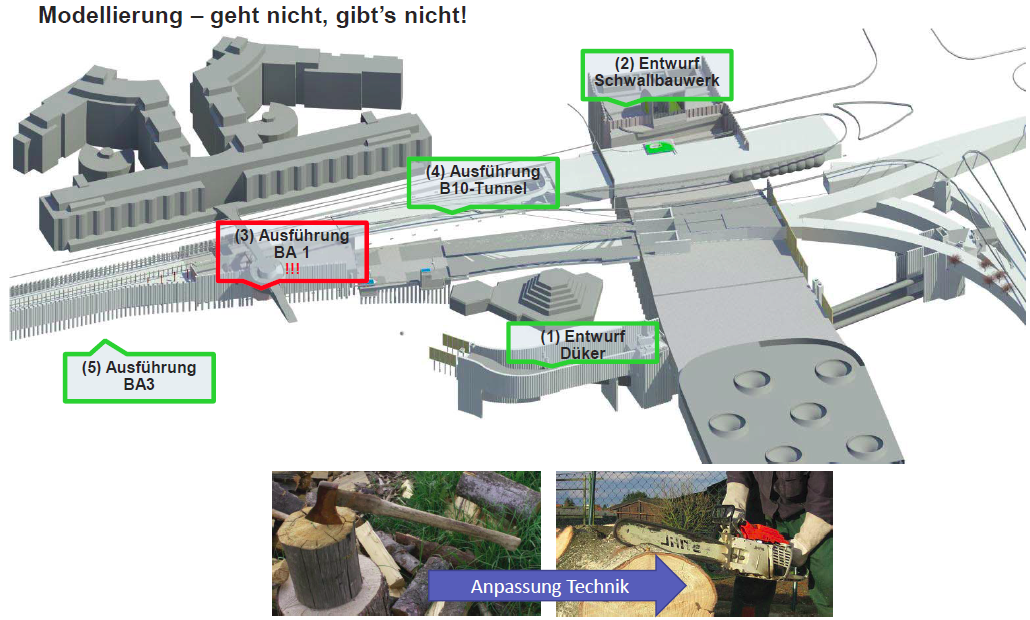 Modellierung – geht nicht, gibt’s nicht!
(2) Entwurf
Schwallbauwerk
(4) Ausführung
B10-Tunnel
(3) Ausführung
BA 1
!!!
(1) Entwurf
Düker
(5) Ausführung
BA3
Anpassung Technik